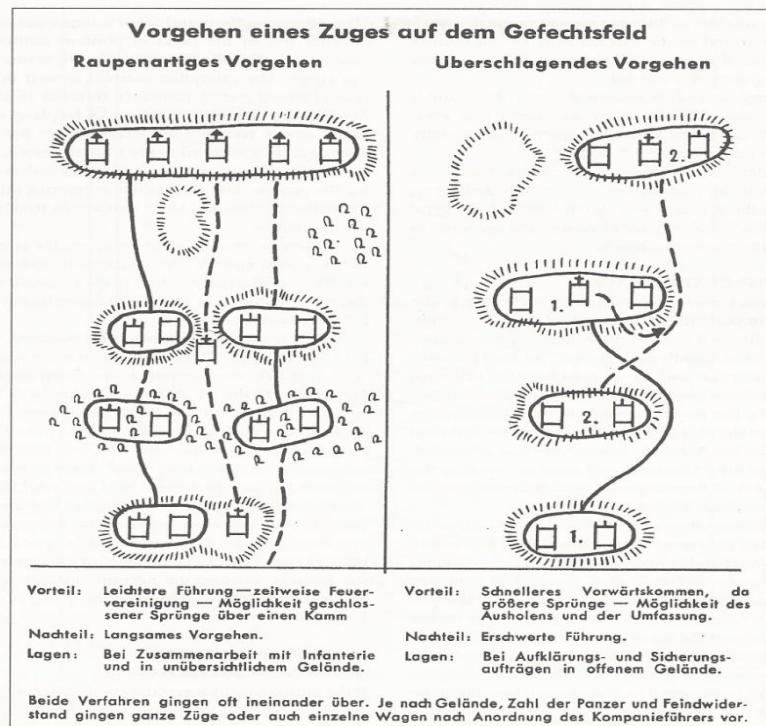 Vorgehen eines Zuges auf dem Gefechtsfeld
Raupenartiges Vorgehen
Überschlagendes Vorgehen
2.
1.
2.
1.
Vorteil: Leichtere Führung — zeitweise Feuer-
vereinigung — Möglichkeit geschlos-
sener Sprünge über einen Kamm
Nachteil: Langsames Vorgehen.
Lagen: Bei Zusammenarbeit mit Infanterie
und in unübersichtlichem Gelände.
Vorteil: Schnelleres Vorwärtskommen, da
größere Sprünge — Möglichkeit des
Ausholens und der Umfassung.
Nachteil: Erschwerte Führung.
Lagen: Bei Aufklärungs- und Sicherungs-
aufträgen in offenem Gelände.
Beide Verfahren gingen oft ineinander über. Je nach Gelände, Zahl der Panzer und Feindwider-
stand gingen ganze Züge oder auch einzelne Wagen nach Anordnung des Kompanieführers vor.